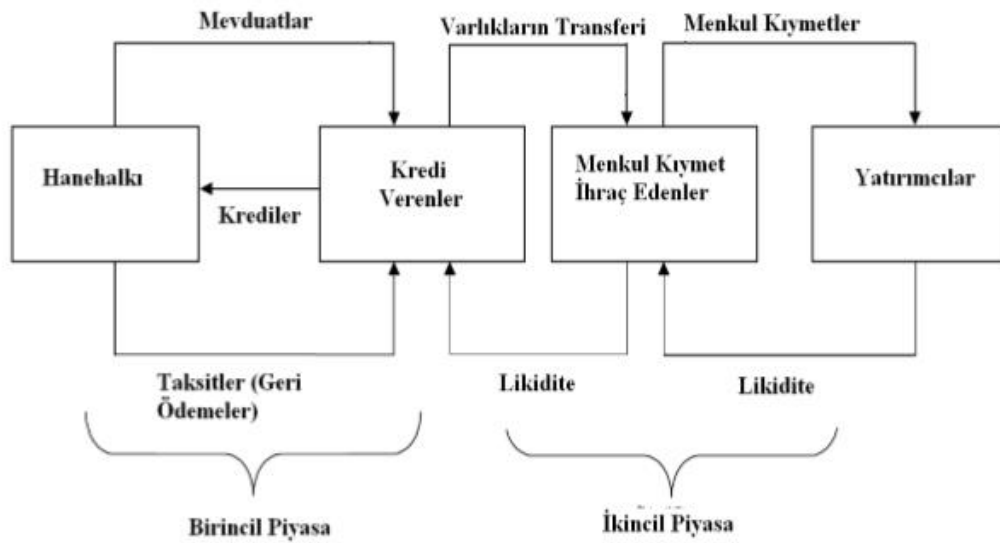 Mevduatlar
Varlıkların Transferi
Menkul Kıymetler
Hanehalkı
Kredi
Verenler
Menkul Kıymet
İhraç Edenler
Yatırımcılar
Krediler
Taksitler (Geri
Ödemeler)
Likidite
Likidite
Birincil Piyasa
İkincil Piyasa